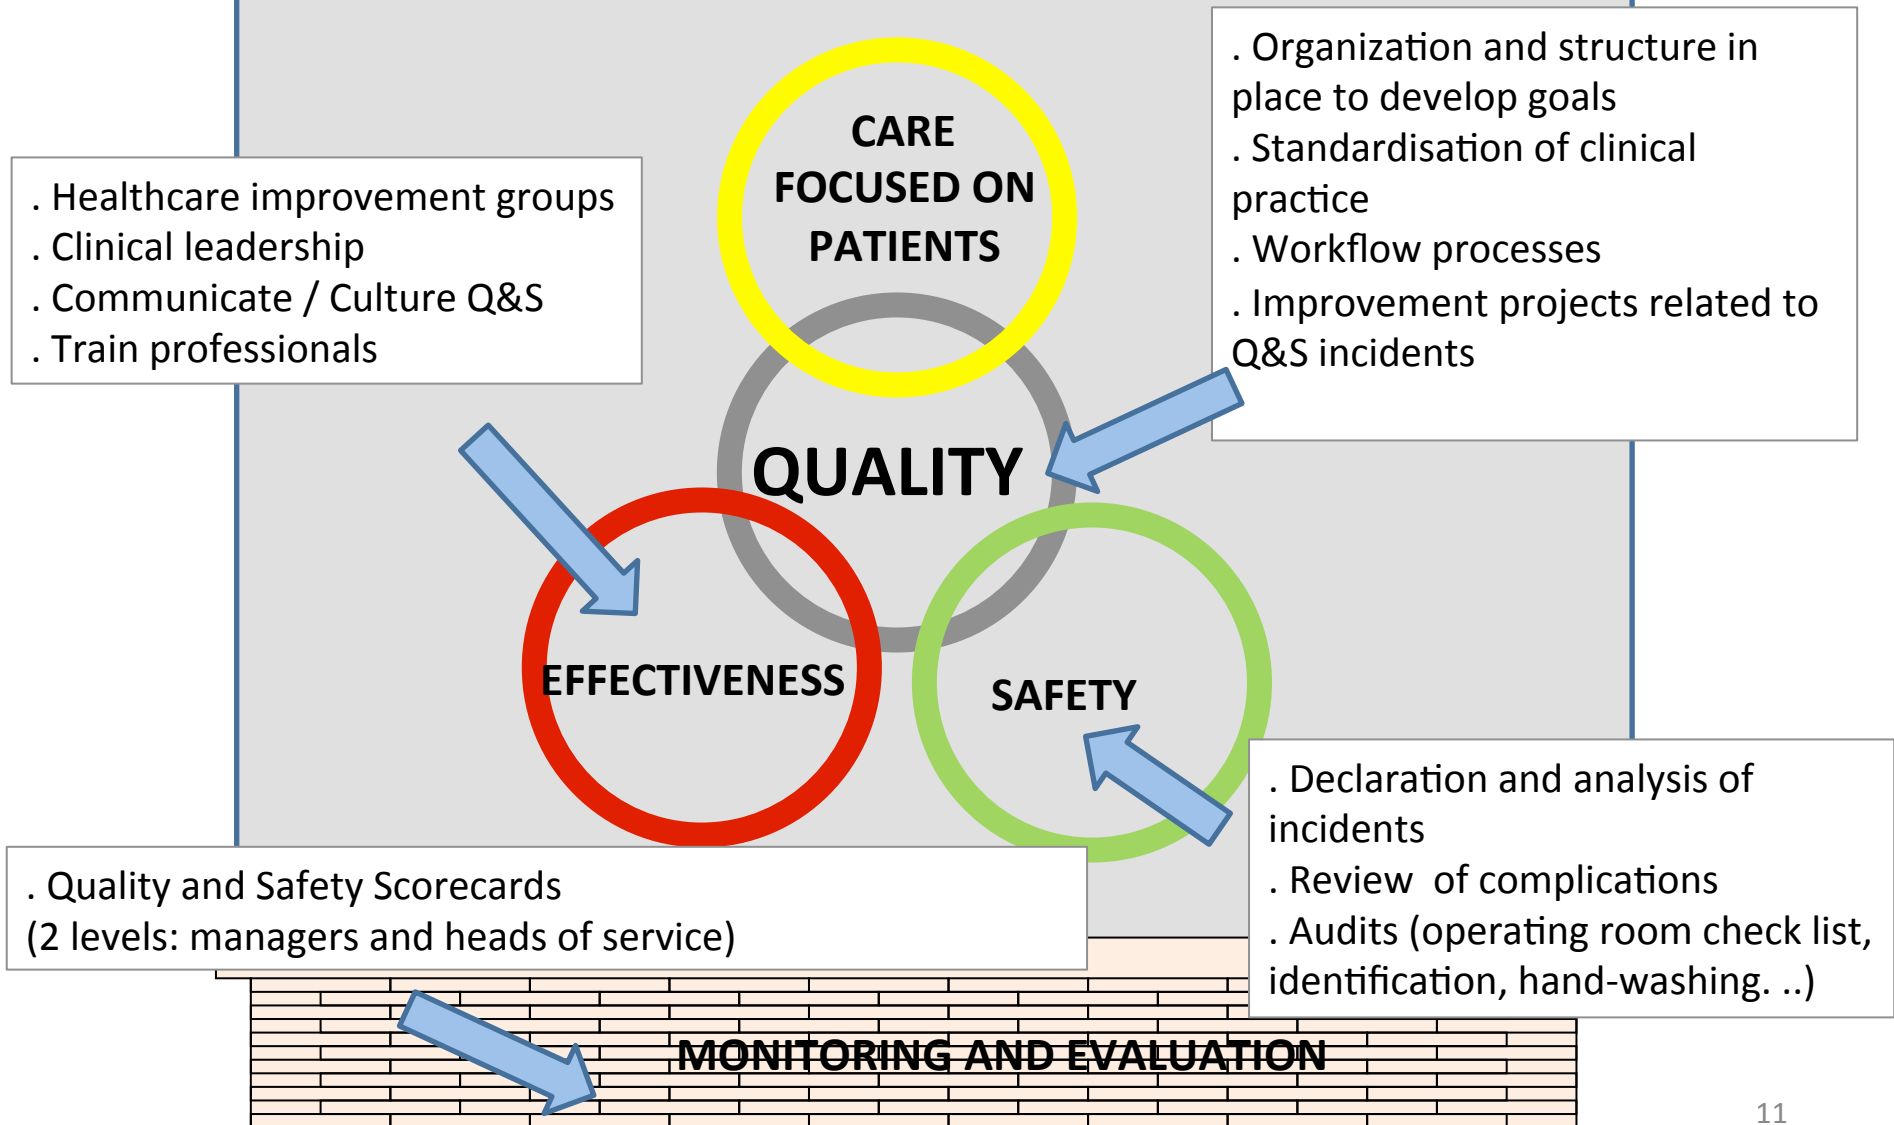 . Organization and structure in
place to develop goals
. Standardisation of clinical
practice
. Workflow processes
. Improvement projects related to
Q&S incidents
CARE
FOCUSED ON
PATIENTS
. Healthcare improvement groups
. Clinical leadership
. Communicate / Culture Q&S
. Train professionals
QUALITY
EFFECTIVENESS
SAFETY
. Declaration and analysis of
incidents
. Review  of complications
. Audits (operating room check list,
identification, hand-washing. ..)
. Quality and Safety Scorecards
(2 levels: managers and heads of service)
MONITORING AND EVALUATION
11